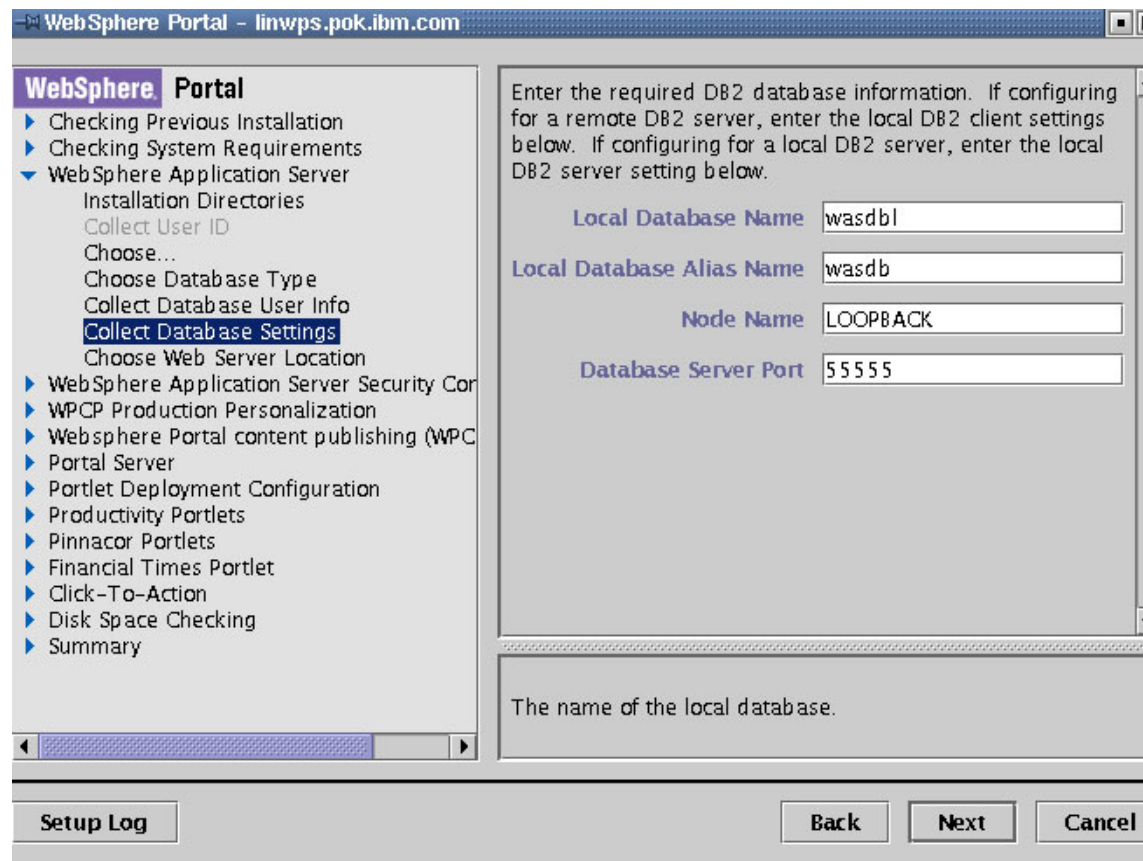 WebSphere Portal - linwps.pok.ibm.com
WebSphere. Portal
Checking Previous Installation
Checking System Requirements
WebSphere Application Server
Installation Directories
Collect User ID
Choose...
Choose Database Type
Collect Database User Info
Collect Database Settings
Choose Web Server Location
WebSphere Application Server Security Cor
WPCP Production Personalization
Websphere Portal content publishing (WPC
Portal Server
Portlet Deployment Configuration
Productivity Portlets
Pinnacor Portlets
Financial Times Portlet
Click-To-Action
Disk Space Checking
Summary
Enter the required DB2 database information. If configuring
for a remote DB2 server, enter the local DB2 client settings
below. If configuring for a local DB2 server, enter the local
DB2 server setting below.
Local Database Name wasdbl
Local Database Alias Name wasdb
Node Name LOOPBACK
Database Server Port 55555
The name of the local database.
Setup Log Back Next Cancel